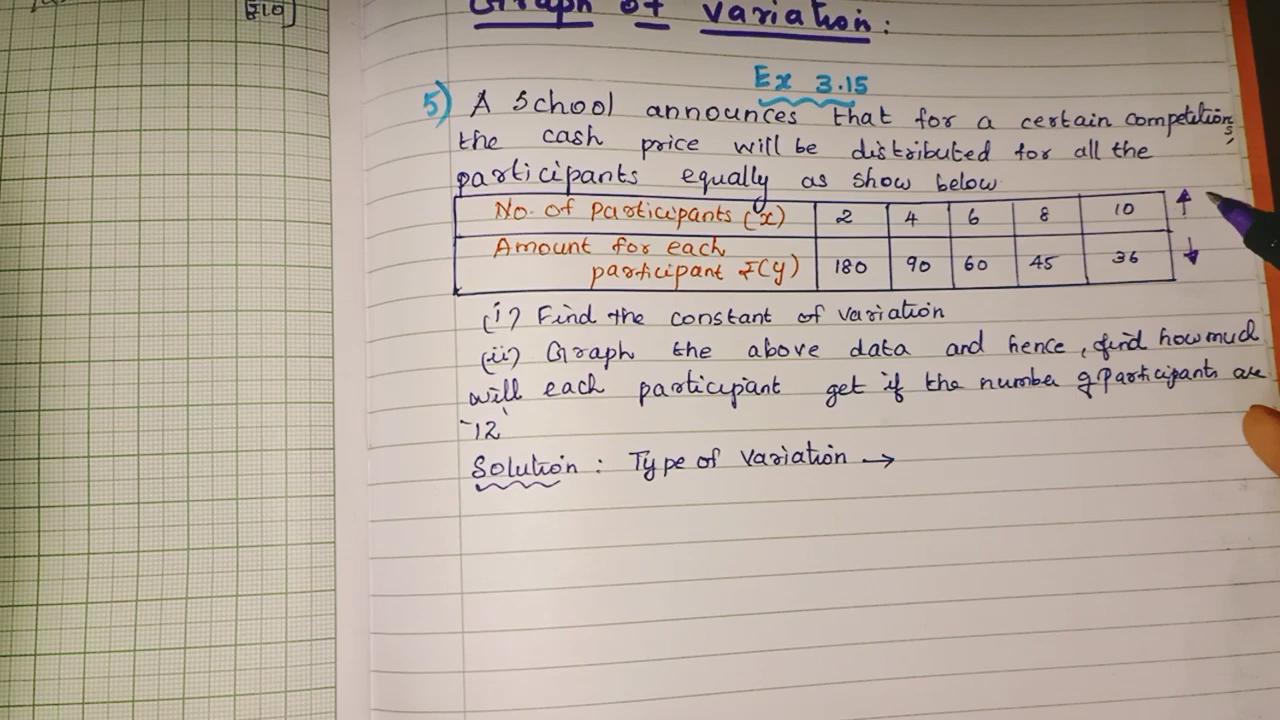 Graph of Variation:
Ex 3.15
5) A School announces that for a certain competitions,
the cash price will be distributed for all the
participants equally as show below
No. of Participants (x) 2 4 6 8 10
Amount for each
participant ₹(y) 180 90 60 45 36
(i) Find the constant of variation
(ii) Graph the above data and hence, find how much
will each participant get if the number of Participants are
12
Solution: Type of Variation →